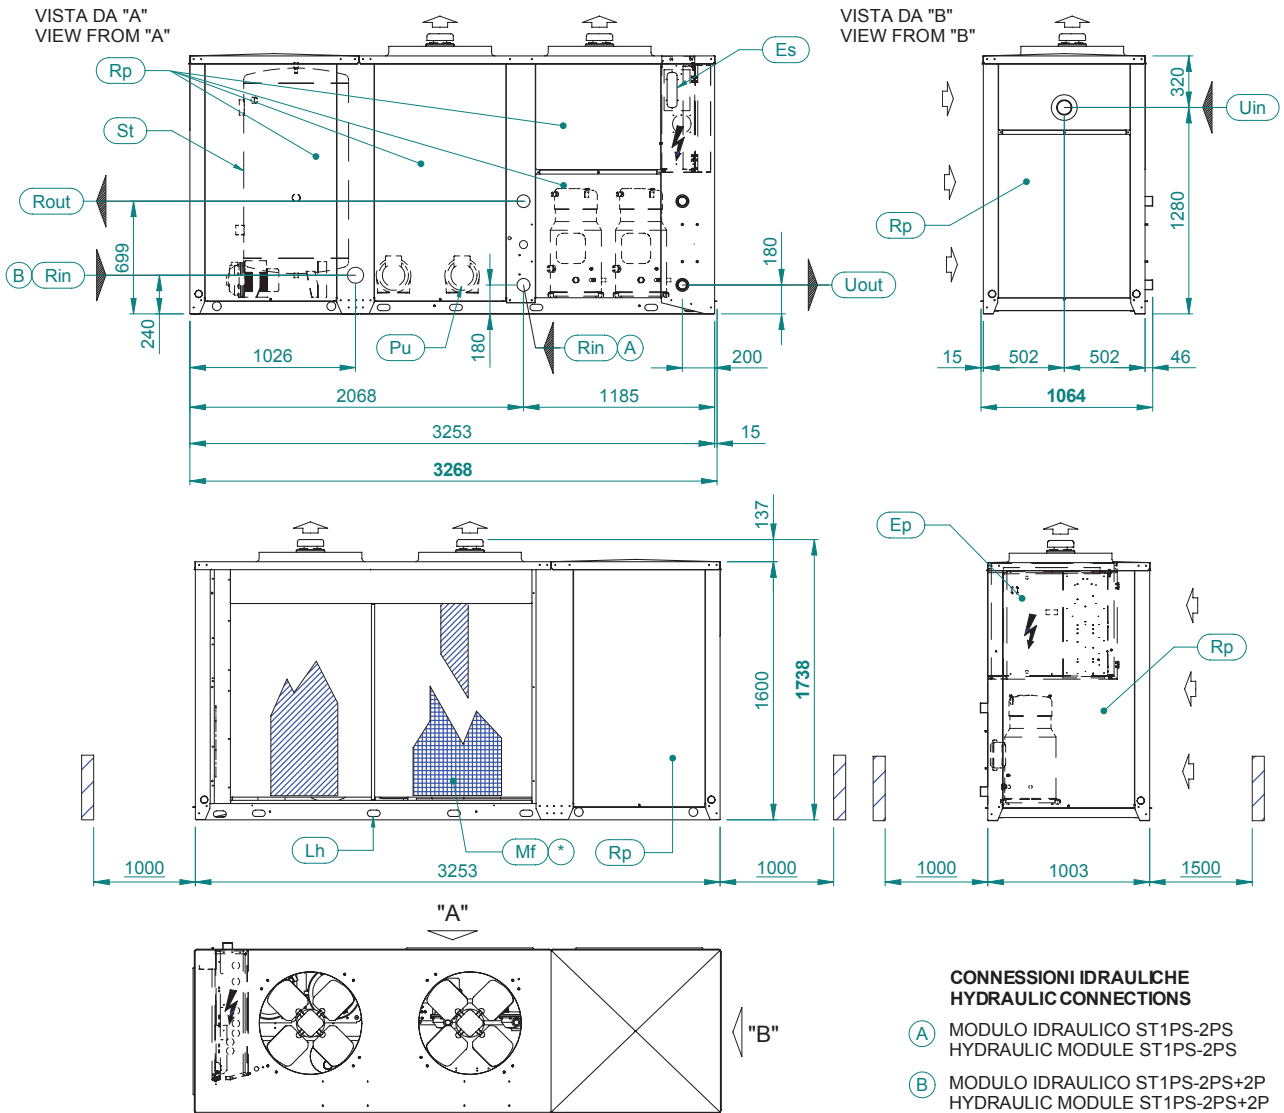 VISTA DA "A"
VIEW FROM "A"
VISTA DA "B"
VIEW FROM "B"
Rp
Es
St
Rout
B Rin
699
240
Pu
180
Rin A
Uout
180
1026
200
2068
1185
3253
15
3268
320
Uin
Rp
1280
15
502
502
46
1064
137
1600
1738
Lh
Mf *
Rp
1000
3253
1000
Ep
Rp
1000
1003
1500
"A"
"B"
CONNESSIONI IDRAULICHE
HYDRAULIC CONNECTIONS
A MODULO IDRAULICO ST1PS-2PS
HYDRAULIC MODULE ST1PS-2PS
B MODULO IDRAULICO ST1PS-2PS+2P
HYDRAULIC MODULE ST1PS-2PS+2P